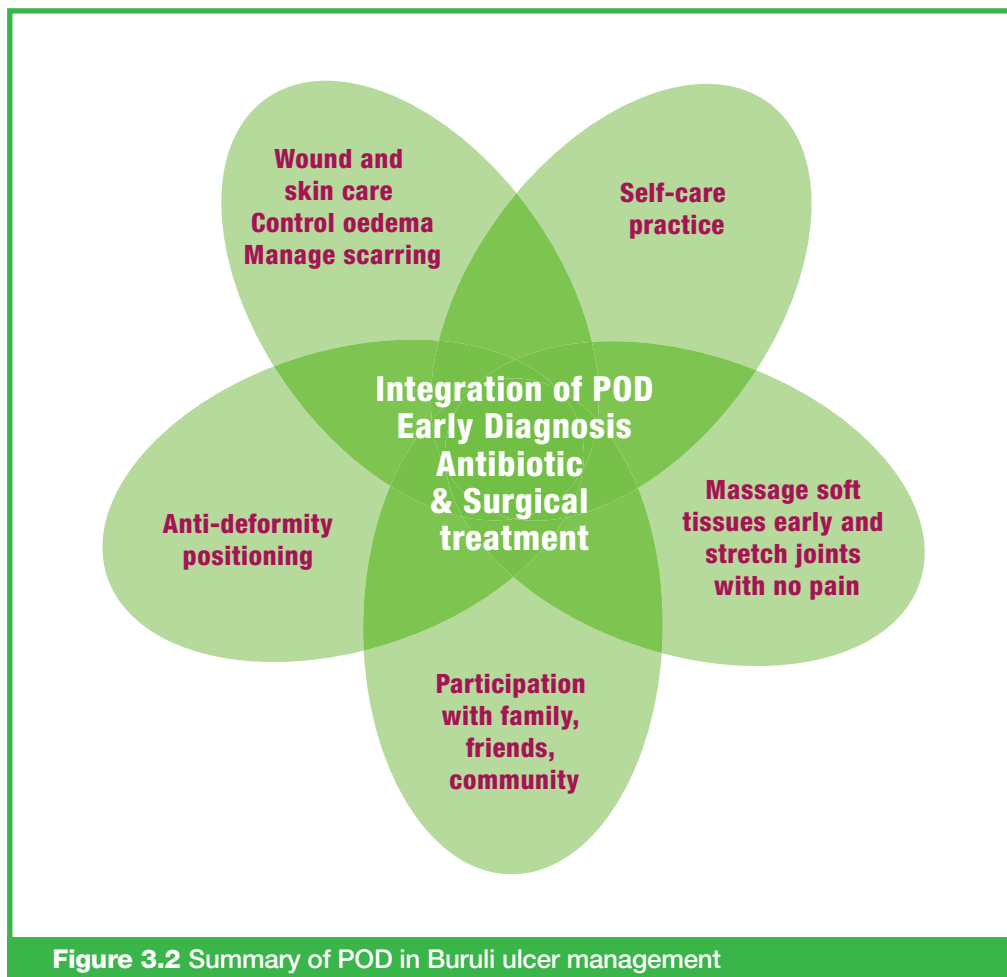 Wound and
skin care
Control oedema
Manage scarring
Self-care
practice
Integration of POD
Early Diagnosis
Antibiotic
& Surgical
treatment
Anti-deformity
positioning
Massage soft
tissues early and
stretch joints
with no pain
Participation
with family,
friends,
community
Figure 3.2 Summary of POD in Buruli ulcer management